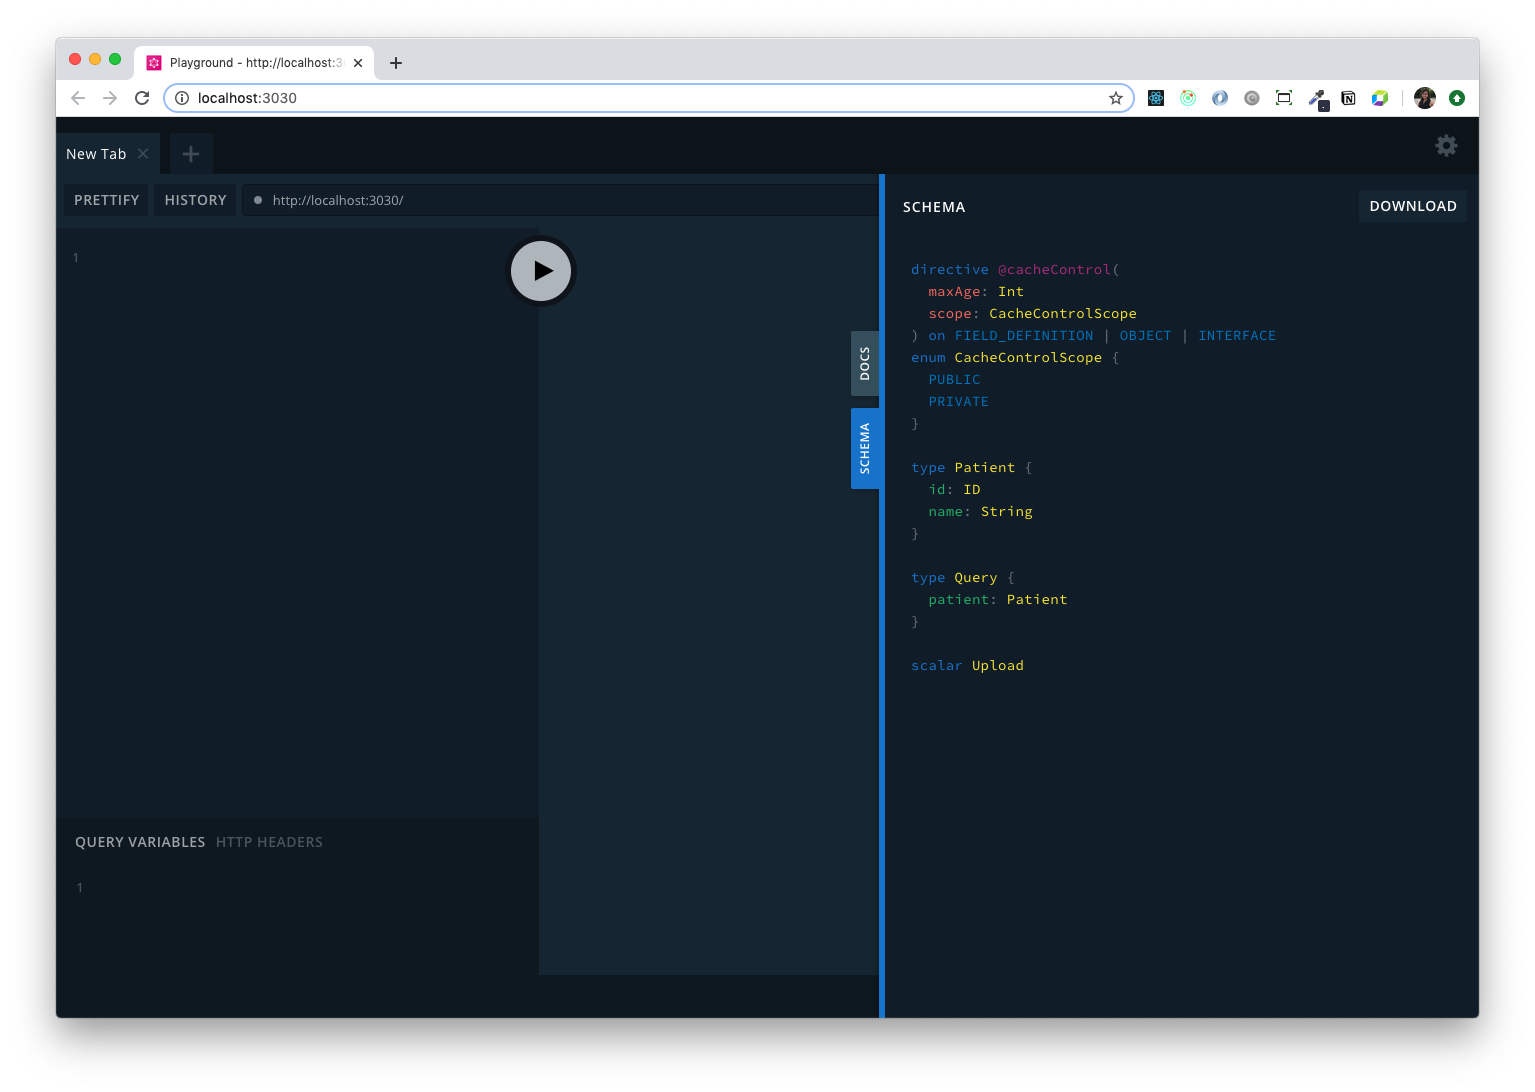 Playground - http://localhost:3
localhost:3030
New Tab
PRETTIFY
HISTORY
http://localhost:3030/
1
QUERY VARIABLES
HTTP HEADERS
1
DOCS
SCHEMA
SCHEMA
DOWNLOAD
directive @cacheControl(
  maxAge: Int
  scope: CacheControlScope
) on FIELD_DEFINITION | OBJECT | INTERFACE
enum CacheControlScope {
  PUBLIC
  PRIVATE
}
type Patient {
  id: ID
  name: String
}
type Query {
  patient: Patient
}
scalar Upload